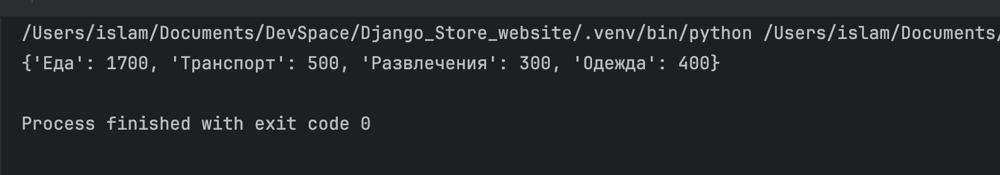 /Users/islam/Documents/DevSpace/Django_Store_website/.venv/bin/python /Users/islam/Documents/
{'Еда': 1700, 'Транспорт': 500, 'Развлечения': 300, 'Одежда': 400}
Process finished with exit code 0